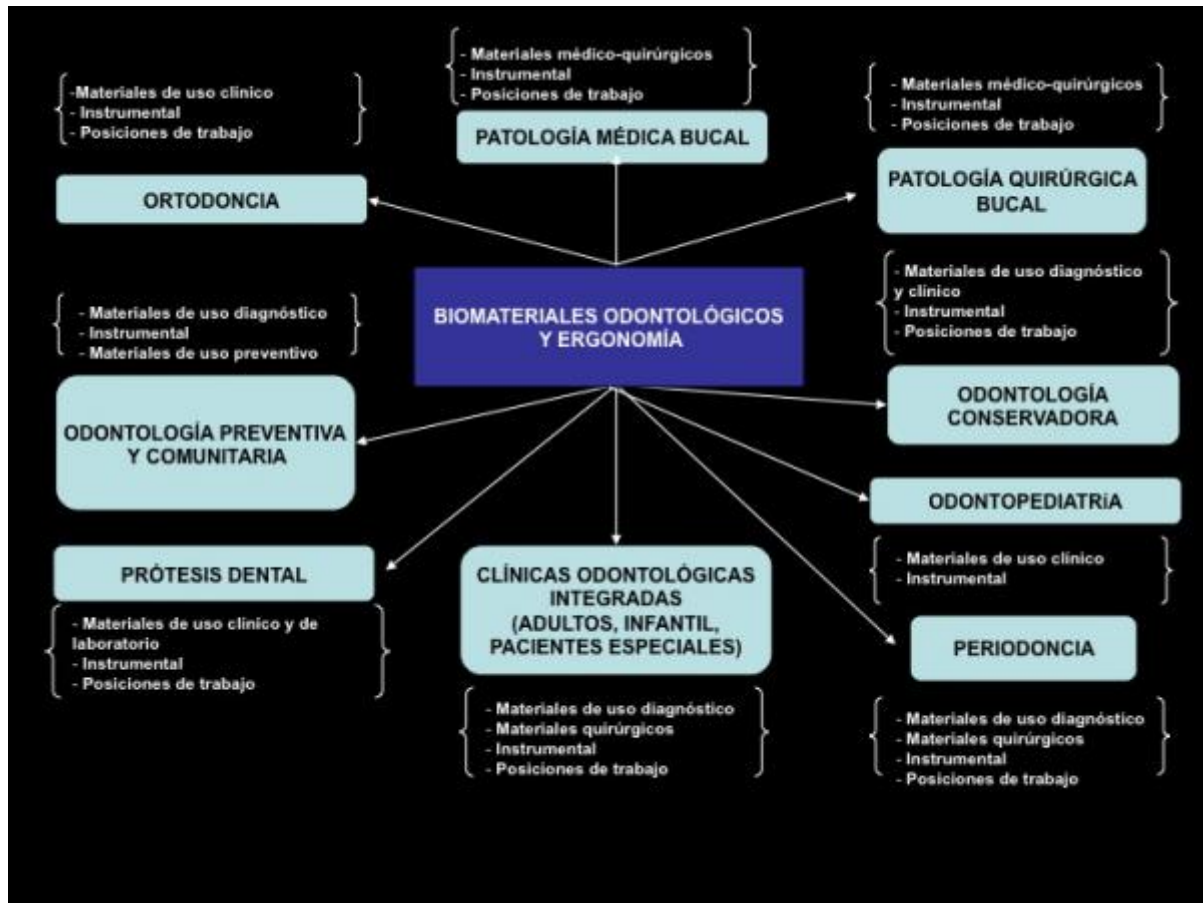 - Materiales médico-quirúrgicos
- Instrumental
- Posiciones de trabajo
PATOLOGÍA MÉDICA BUCAL
-Materiales de uso clínico
- Instrumental
- Posiciones de trabajo
ORTODONCIA
- Materiales médico-quirúrgicos
- Instrumental
- Posiciones de trabajo
PATOLOGÍA QUIRÚRGICA
BUCAL
BIOMATERIALES ODONTOLÓGICOS
Y ERGONOMÍA
- Materiales de uso diagnóstico
- Instrumental
- Materiales de uso preventivo
ODONTOLOGÍA PREVENTIVA
Y COMUNITARIA
- Materiales de uso diagnóstico
y clínico
- Instrumental
- Posiciones de trabajo
ODONTOLOGÍA
CONSERVADORA
ODONTOPEDIATRíA
- Materiales de uso clínico
- Instrumental
PRÓTESIS DENTAL
- Materiales de uso clínico y de
laboratorio
- Instrumental
- Posiciones de trabajo
CLÍNICAS ODONTOLÓGICAS
INTEGRADAS
(ADULTOS, INFANTIL,
PACIENTES ESPECIALES)
- Materiales de uso diagnóstico
- Materiales quirúrgicos
- Instrumental
- Posiciones de trabajo
PERIODONCIA
- Materiales de uso diagnóstico
- Materiales quirúrgicos
- Instrumental
- Posiciones de trabajo